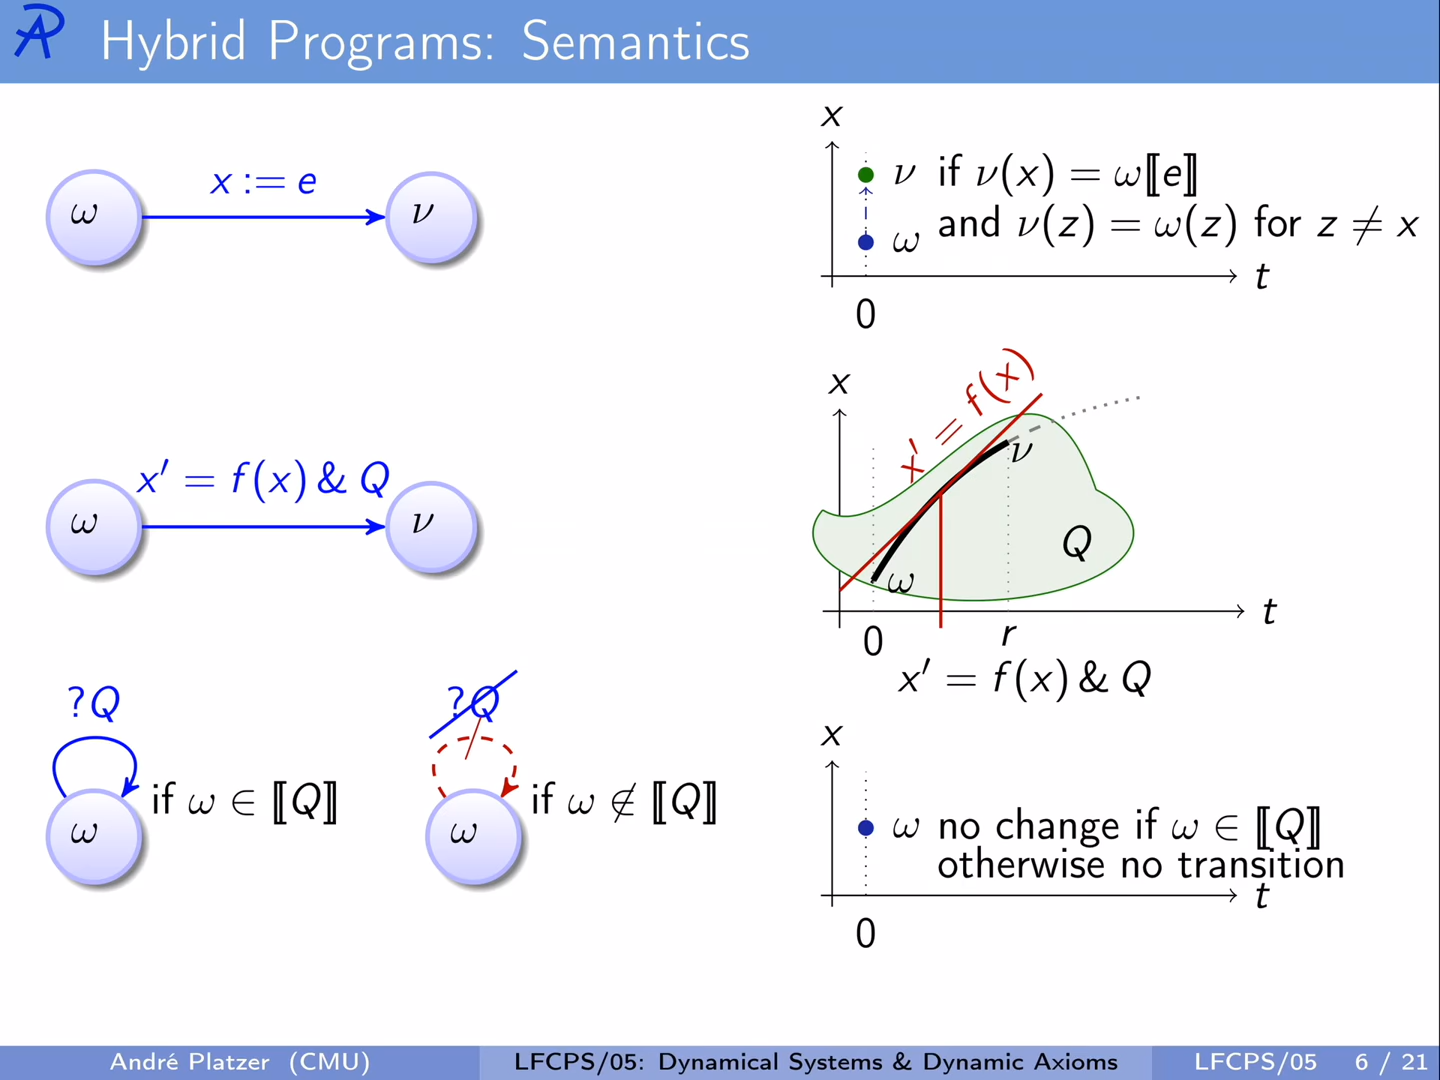 Hybrid Programs: Semantics
x := e
ω
ν
x
ν if ν(x) = ω⟦e⟧
ω and ν(z) = ω(z) for z ≠ x
t
0
x′ = f(x) & Q
ω
ν
x
x′ = f(x)
ν
Q
ω
t
0
r
x′ = f(x) & Q
?Q
if ω ∈ ⟦Q⟧
ω
?Q
if ω ∉ ⟦Q⟧
ω
x
ω no change if ω ∈ ⟦Q⟧
otherwise no transition
t
0
André Platzer (CMU)
LFCPS/05: Dynamical Systems & Dynamic Axioms
LFCPS/05
6 / 21